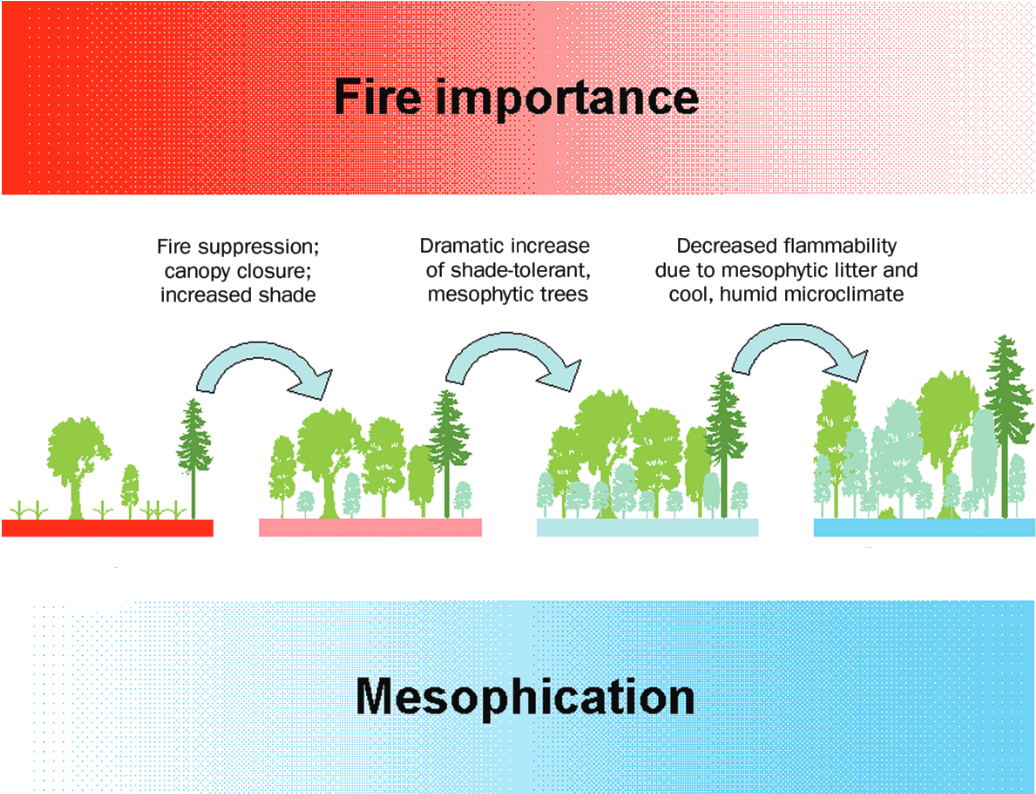 Fire importance
Fire suppression;
canopy closure;
increased shade
Dramatic increase
of shade-tolerant,
mesophytic trees
Decreased flammability
due to mesophytic litter and
cool, humid microclimate
Mesophication